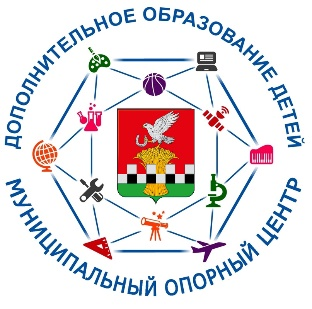 ДОПОЛНИТЕЛЬНОЕ ОБРАЗОВАНИЕ ДЕТЕЙ
МУНИЦИПАЛЬНЫЙ ОПОРНЫЙ ЦЕНТР